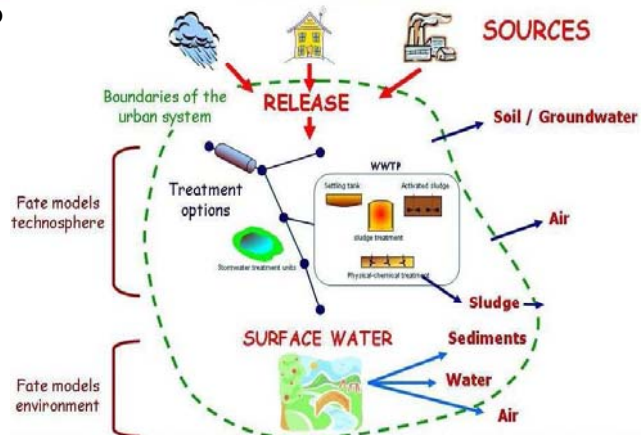 SOURCES
Boundaries of the
urban system
RELEASE
Soil / Groundwater
WWTP
Settling tank
Activated sludge
Treatment
options
Fate models
technosphere
sludge treatment
Air
Stormwater treatment units
Physical-chemical treatment
Sludge
SURFACE WATER
Sediments
Water
Fate models
environment
Air